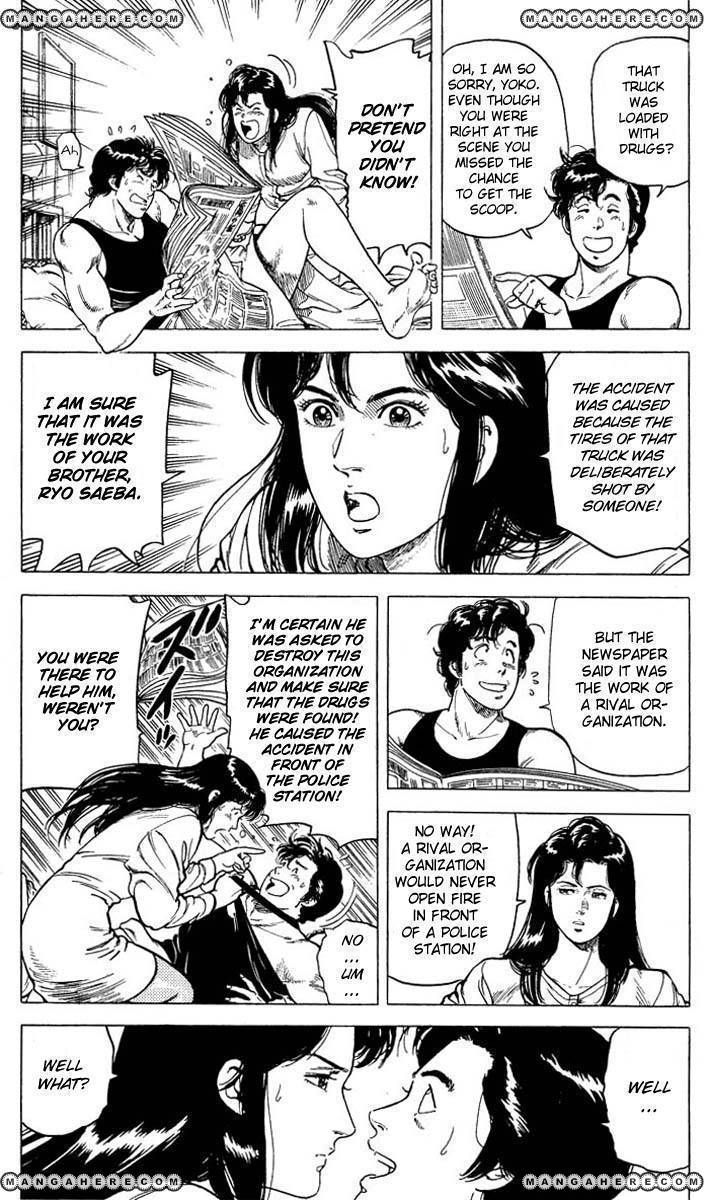 MANGAHERE.COM
MANGAHERE.COM
THAT
TRUCK
WAS
LOADED
WITH
DRUGS?
OH, I AM SO
SORRY, YOKO.
EVEN THOUGH
YOU WERE
RIGHT AT THE
SCENE YOU
MISSED THE
CHANCE
TO GET THE
SCOOP.
DON'T
PRETEND
YOU
DIDN'T
KNOW!
Ah
THE ACCIDENT
WAS CAUSED
BECAUSE THE
TIRES OF THAT
TRUCK WAS
DELIBERATELY
SHOT BY
SOMEONE!
I AM SURE
THAT IT WAS
THE WORK
OF YOUR
BROTHER,
RYO SAEBA.
BUT THE
NEWSPAPER
SAID IT WAS
THE WORK OF
A RIVAL OR-
GANIZATION.
NO WAY!
A RIVAL OR-
GANIZATION
WOULD NEVER
OPEN FIRE
IN FRONT
OF A POLICE
STATION!
I'M CERTAIN HE
WAS ASKED TO
DESTROY THIS
ORGANIZATION
AND MAKE SURE
THAT THE DRUGS
WERE FOUND!
HE CAUSED THE
ACCIDENT IN
FRONT OF
THE POLICE
STATION!
YOU WERE
THERE TO
HELP HIM,
WEREN'T
YOU?
ズイ
NO
...
UM
...
WELL
...
WELL
WHAT?
MANGAHERE.COM
MANGAHERE.COM